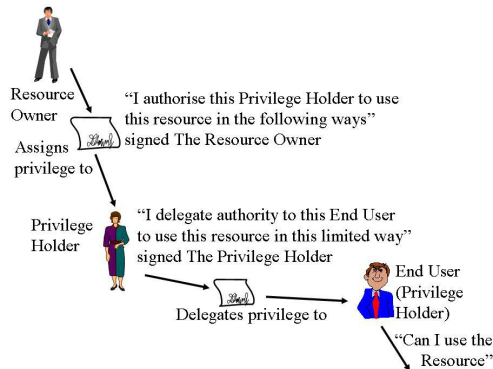 Resource
Owner
“I authorise this Privilege Holder to use
this resource in the following ways”
signed The Resource Owner
Assigns
privilege to
Privilege
Holder
“I delegate authority to this End User
to use this resource in this limited way”
signed The Privilege Holder
Delegates privilege to
End User
(Privilege
Holder)
“Can I use the
Resource”